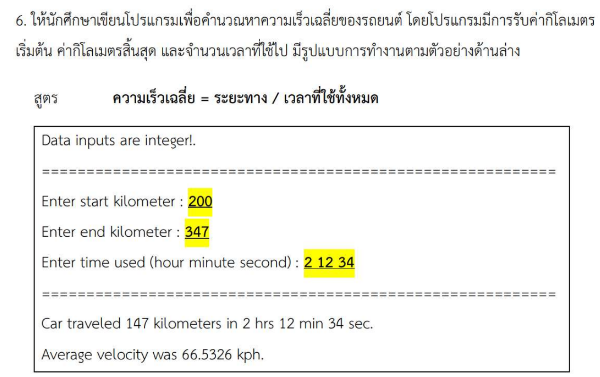 6. ให้นักศึกษาเขียนโปรแกรมเพื่อคำนวณหาความเร็วเฉลี่ยของรถยนต์ โดยโปรแกรมมีการรับค่ากิโลเมตร
เริ่มต้น ค่ากิโลเมตรสิ้นสุด และจำนวนเวลาที่ใช้ไป มีรูปแบบการทำงานตามตัวอย่างด้านล่าง
สูตร ความเร็วเฉลี่ย = ระยะทาง / เวลาที่ใช้ทั้งหมด
Data inputs are integer!.
=========================================================
Enter start kilometer : 200
Enter end kilometer : 347
Enter time used (hour minute second) : 2 12 34
=========================================================
Car traveled 147 kilometers in 2 hrs 12 min 34 sec.
Average velocity was 66.5326 kph.